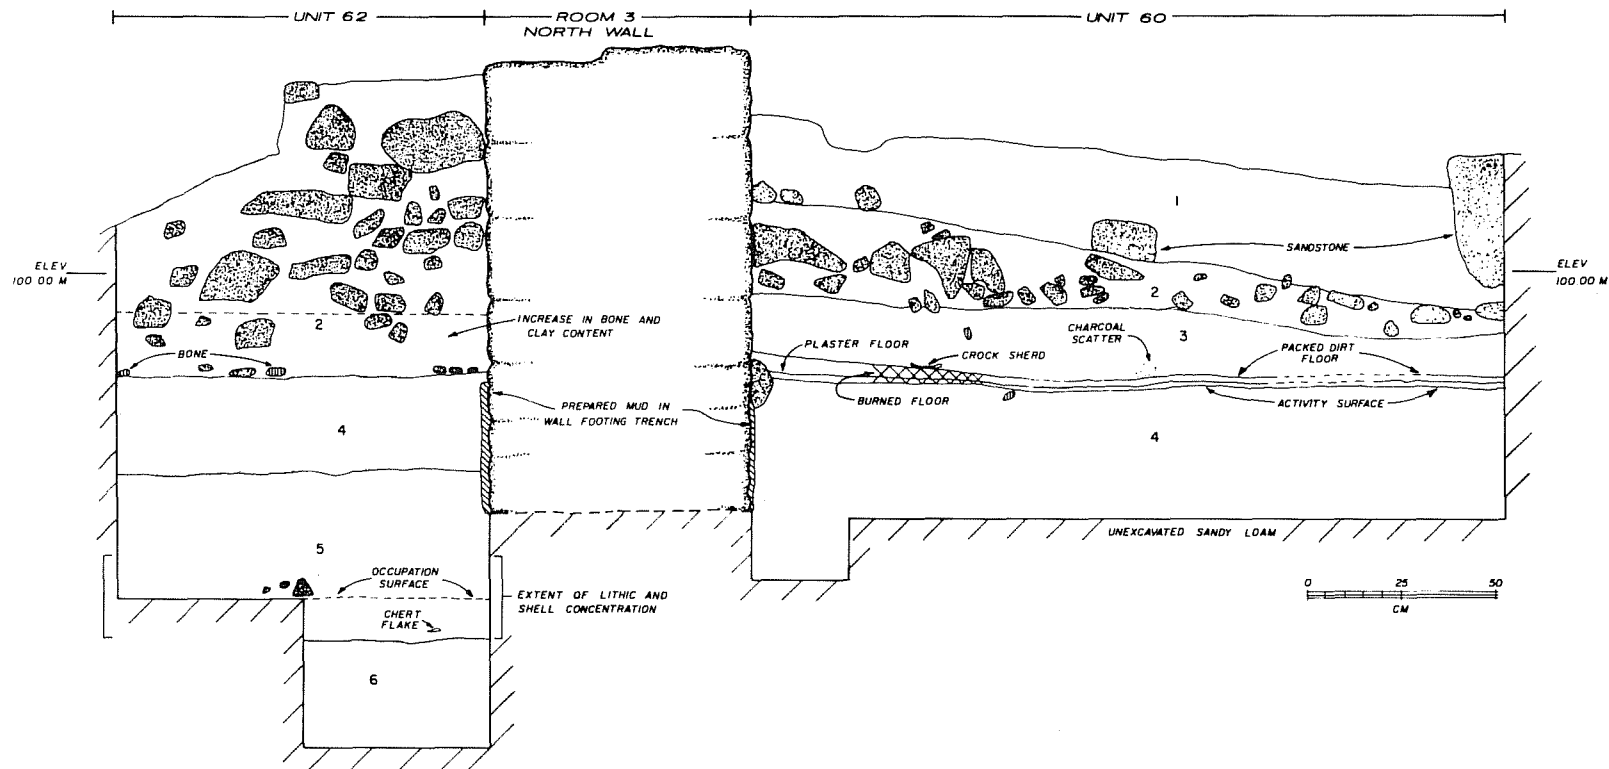 UNIT 62
ROOM 3
NORTH WALL
UNIT 60
1
SANDSTONE
ELEV
100 00 M
ELEV
100 00 M
2
2
INCREASE IN BONE AND
CLAY CONTENT
3
CHARCOAL
SCATTER
BONE
PLASTER FLOOR
CROCK SHERD
PACKED DIRT
FLOOR
BURNED FLOOR
ACTIVITY SURFACE
PREPARED MUD IN
WALL FOOTING TRENCH
4
4
UNEXCAVATED SANDY LOAM
5
OCCUPATION
SURFACE
EXTENT OF LITHIC AND
SHELL CONCENTRATION
CHERT
FLAKE
0 25 50
CM
6